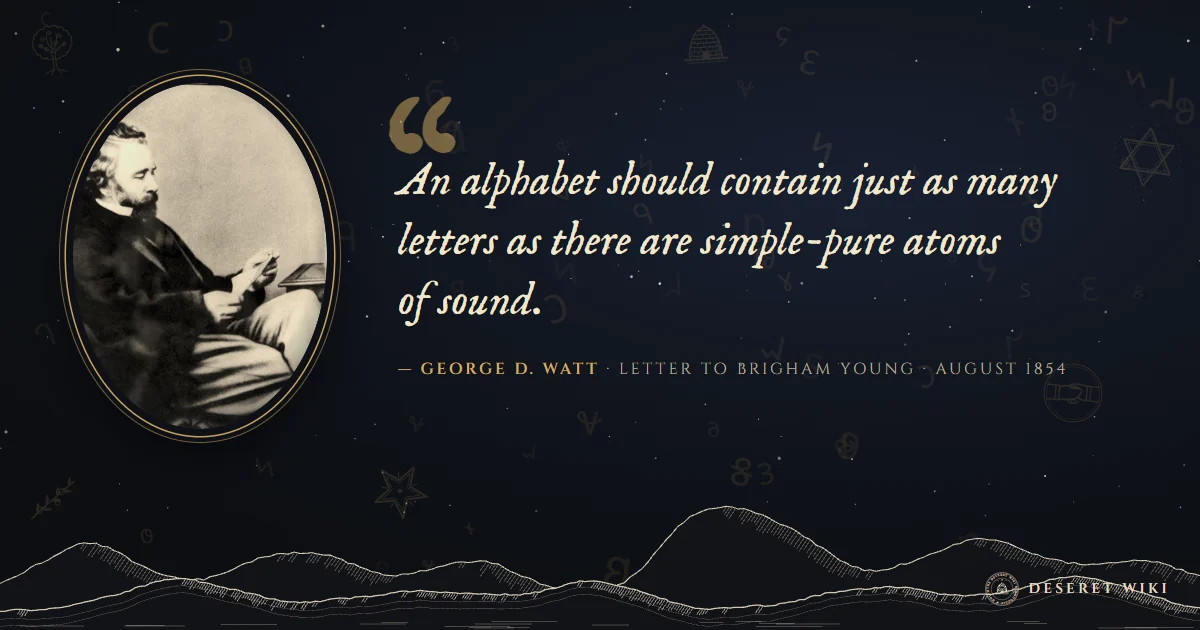 “An alphabet should contain just as many
letters as there are simple-pure atoms
of sound.
— GEORGE D. WATT · LETTER TO BRIGHAM YOUNG · AUGUST 1854
DESERET WIKI